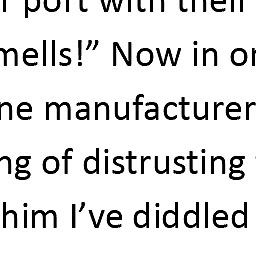 port with their
mells!” Now in or
ne manufacturer
ng of distrusting
him I’ve diddled